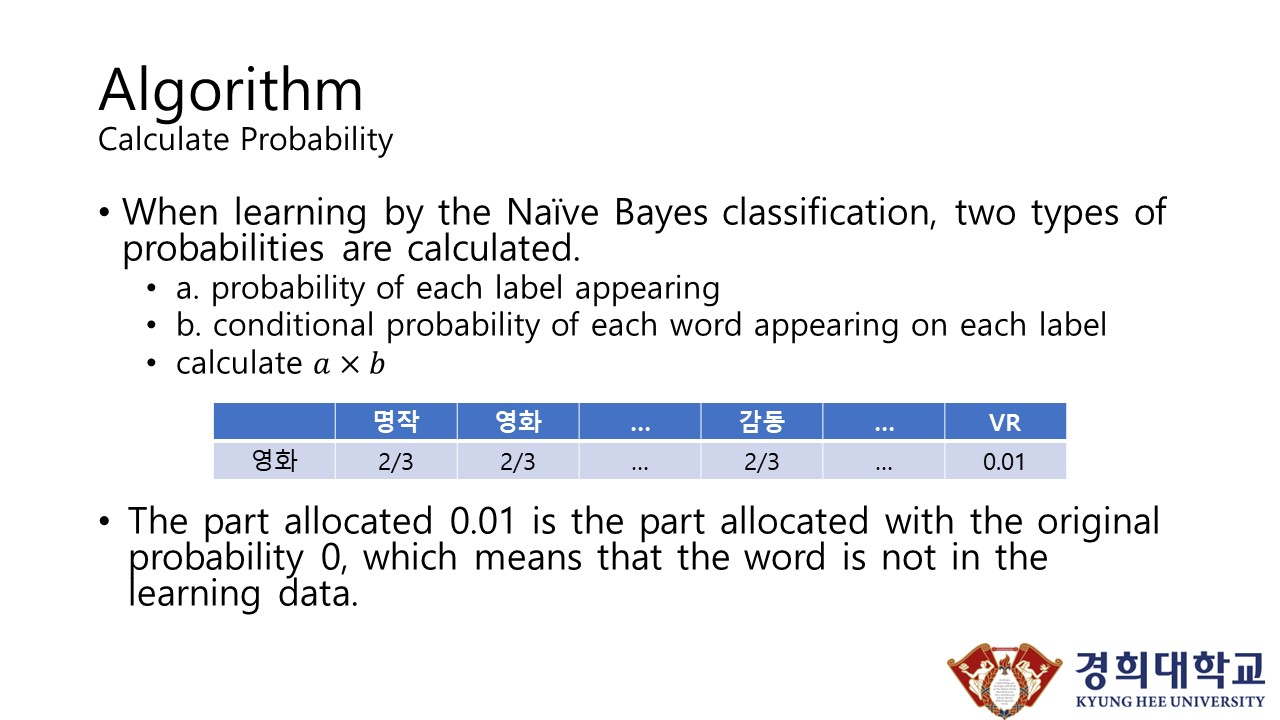 Algorithm
Calculate Probability
• When learning by the Naïve Bayes classification, two types of
probabilities are calculated.
• a. probability of each label appearing
• b. conditional probability of each word appearing on each label
• calculate 𝑎 × 𝑏
명작 영화 … 감동 … VR
영화 2/3 2/3 … 2/3 … 0.01
• The part allocated 0.01 is the part allocated with the original
probability 0, which means that the word is not in the
learning data.
경희대학교
KYUNG HEE UNIVERSITY